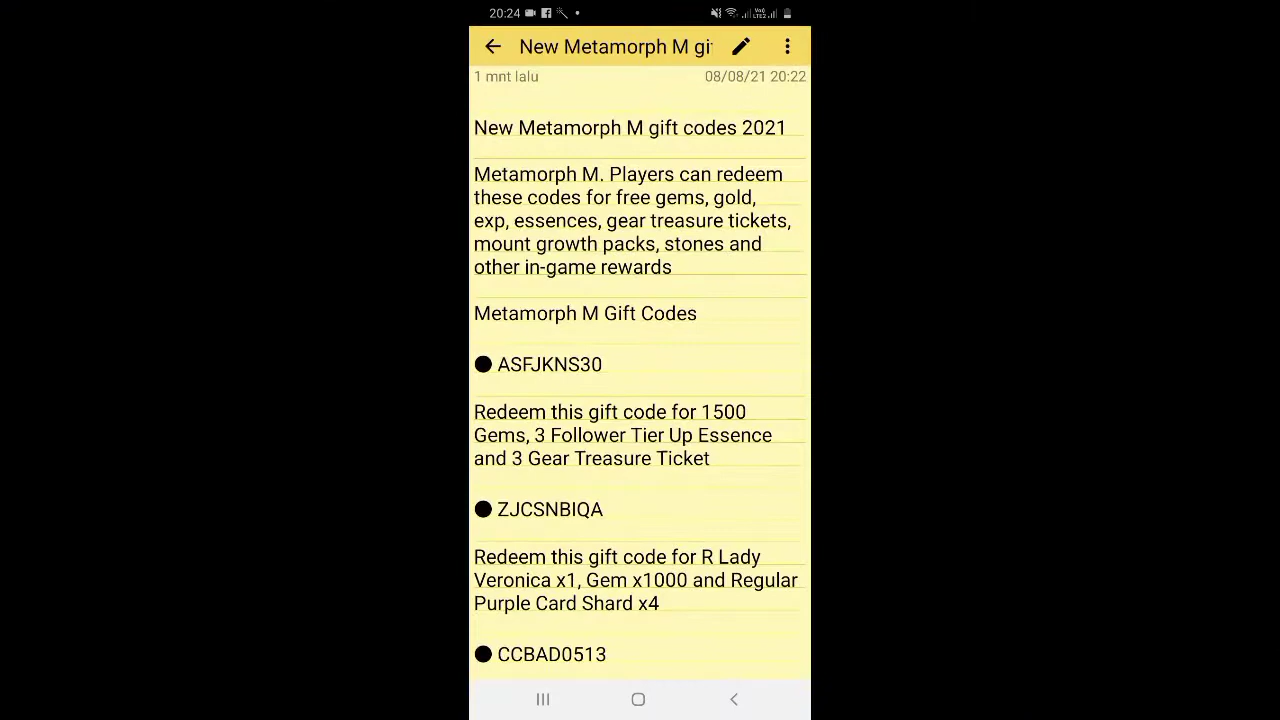 20:24
New Metamorph M gi
1 mnt lalu 08/08/21 20:22
New Metamorph M gift codes 2021
Metamorph M. Players can redeem
these codes for free gems, gold,
exp, essences, gear treasure tickets,
mount growth packs, stones and
other in-game rewards
Metamorph M Gift Codes
● ASFJKNS30
Redeem this gift code for 1500
Gems, 3 Follower Tier Up Essence
and 3 Gear Treasure Ticket
● ZJCSNBIQA
Redeem this gift code for R Lady
Veronica x1, Gem x1000 and Regular
Purple Card Shard x4
● CCBAD0513